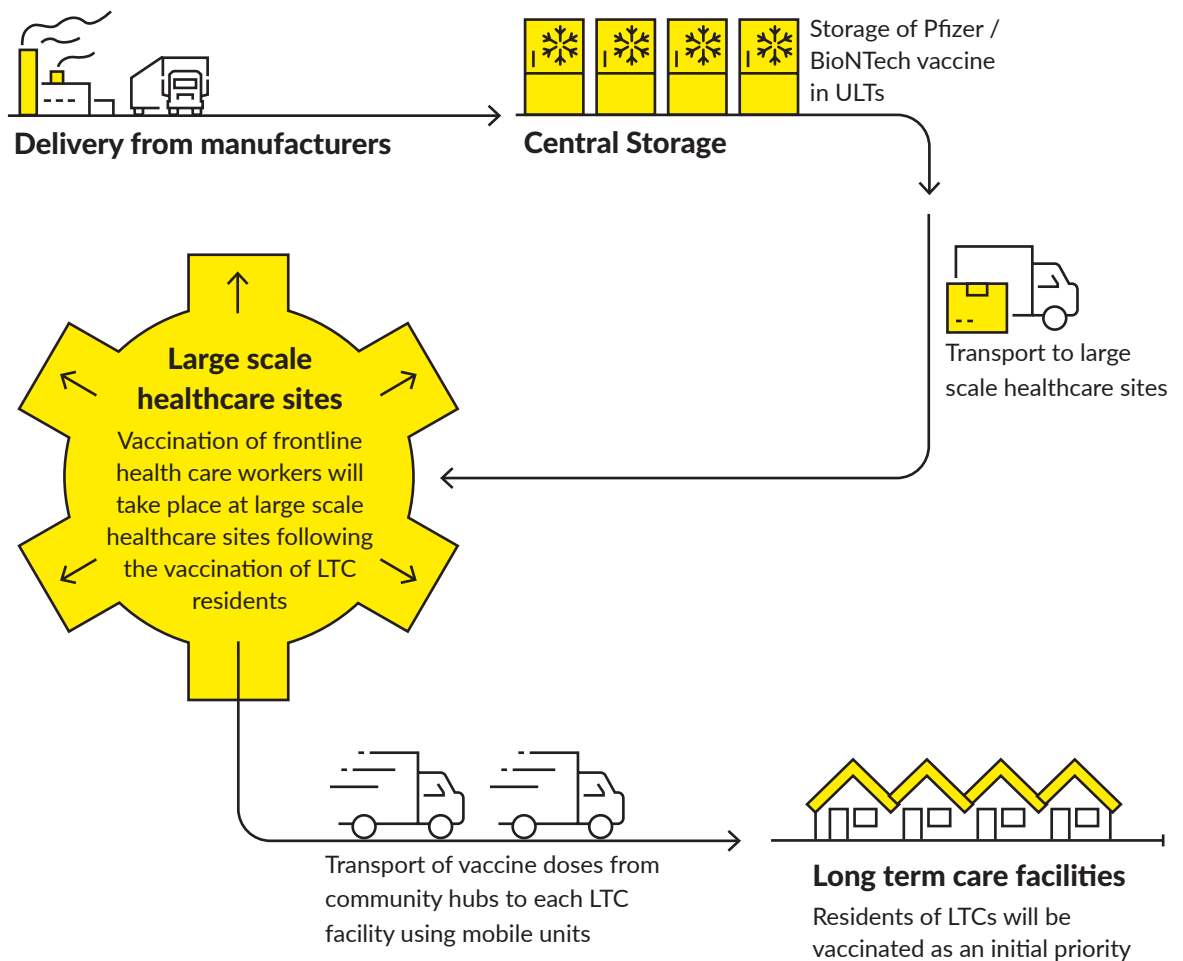 Storage of Pfizer /
BioNTech vaccine
in ULTs
Delivery from manufacturers
Central Storage
Transport to large
scale healthcare sites
Large scale
healthcare sites
Vaccination of frontline
health care workers will
take place at large scale
healthcare sites following
the vaccination of LTC
residents
Transport of vaccine doses from
community hubs to each LTC
facility using mobile units
Long term care facilities
Residents of LTCs will be
vaccinated as an initial priority